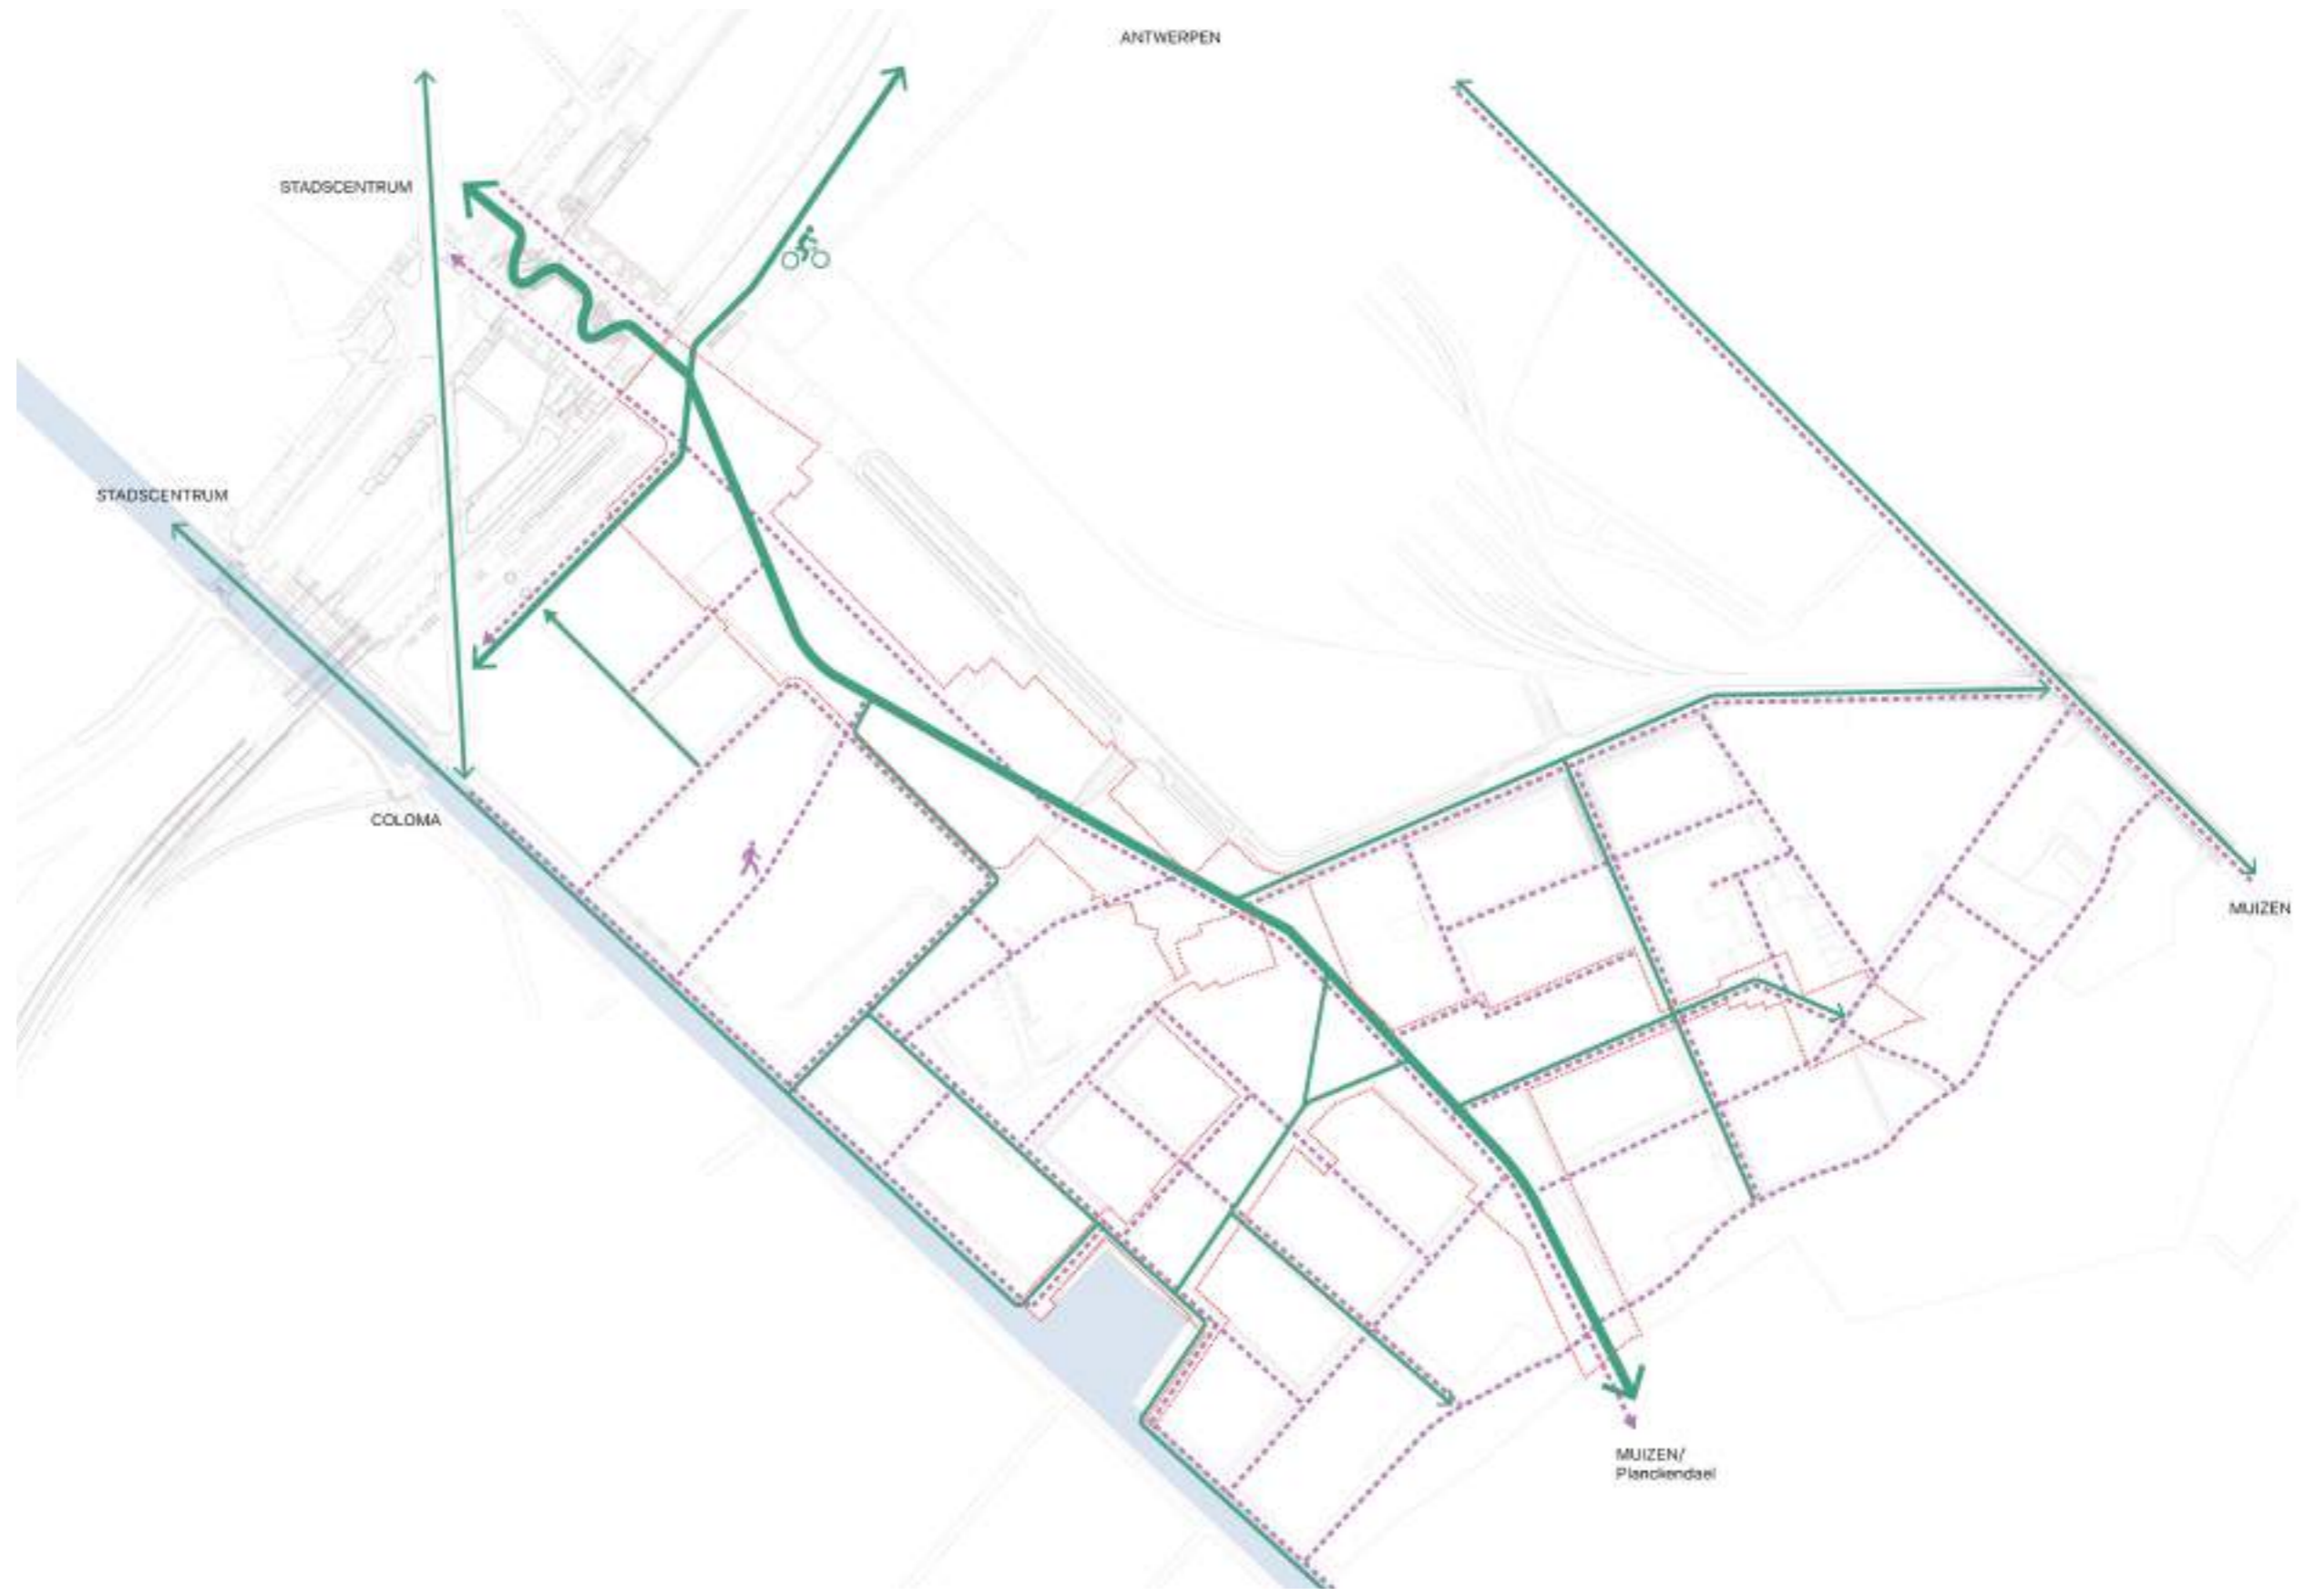 ANTWERPEN
STADSCENTRUM
STADSCENTRUM
COLOMA
MUIZEN
MUIZEN/
Planckendael